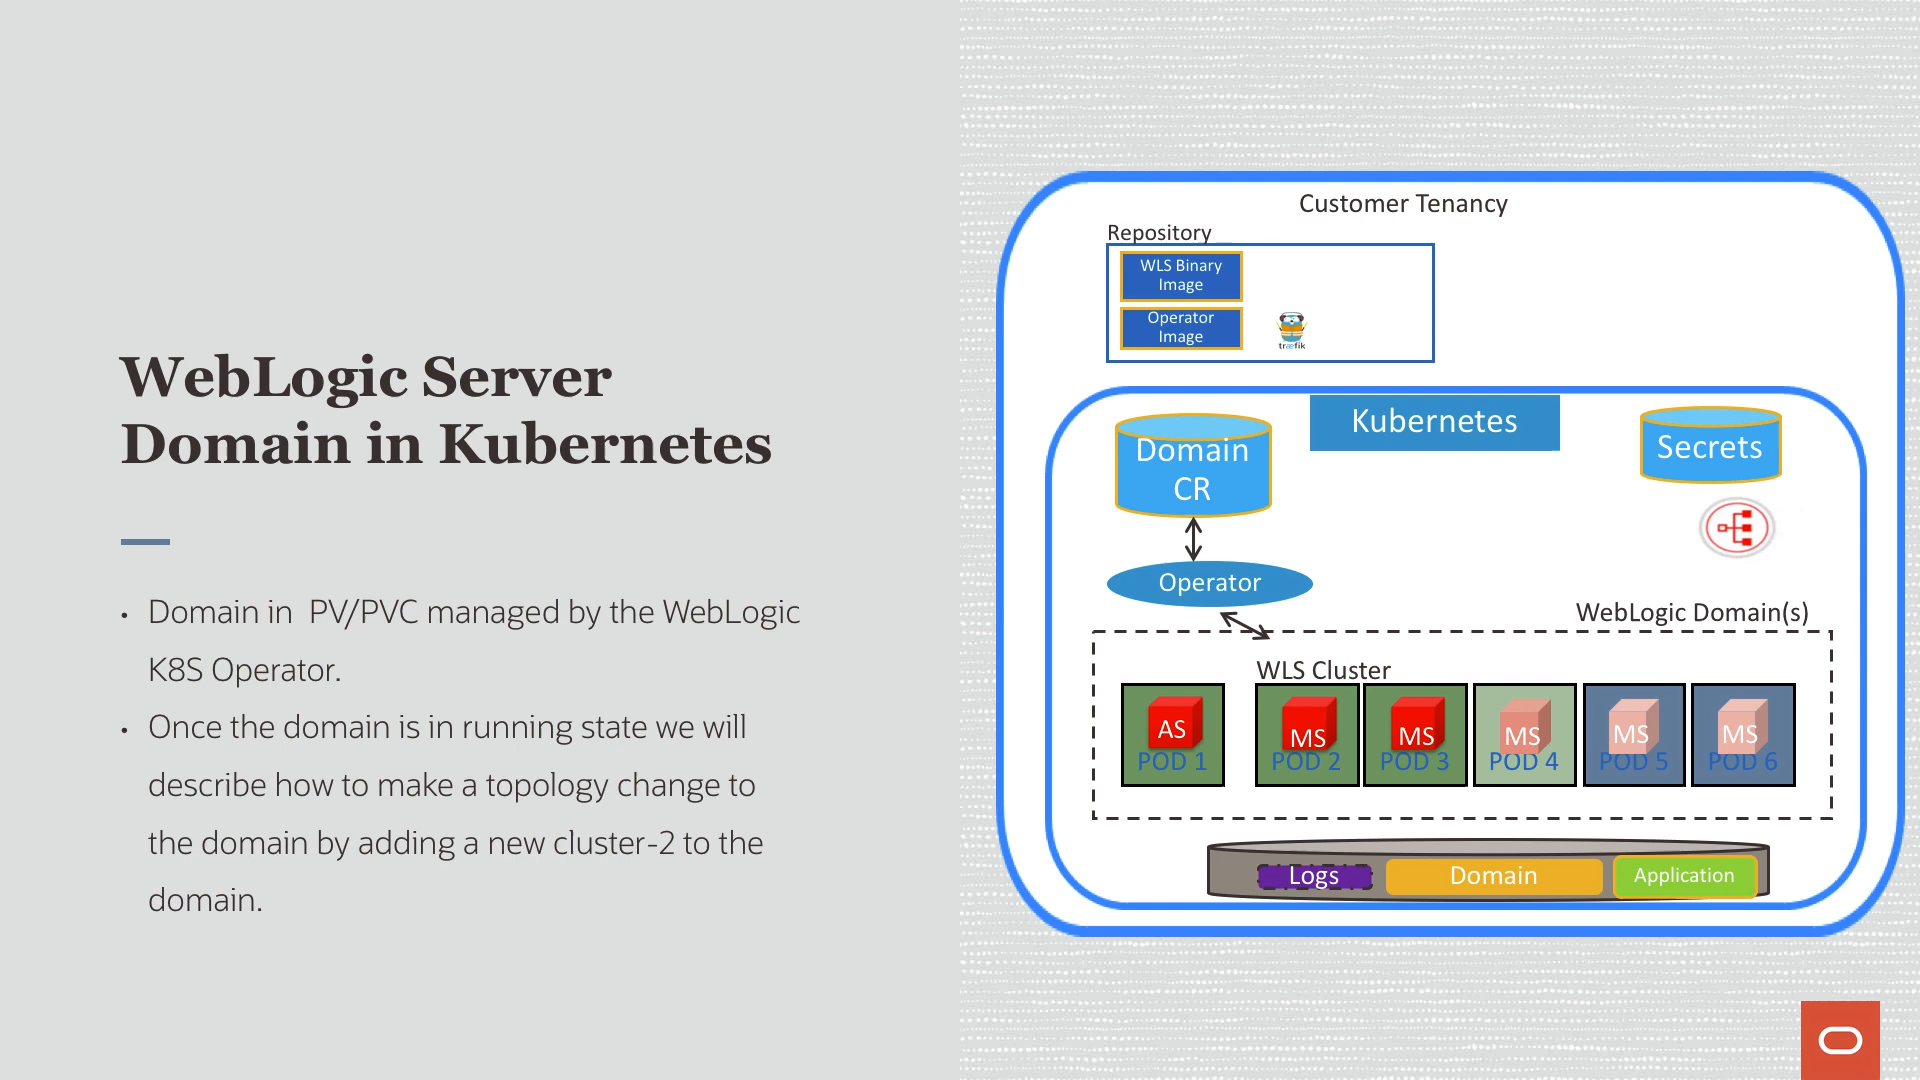 WebLogic Server
Domain in Kubernetes
• Domain in  PV/PVC managed by the WebLogic
K8S Operator.
• Once the domain is in running state we will
describe how to make a topology change to
the domain by adding a new cluster-2 to the
domain.
Customer Tenancy
Repository
WLS Binary
Image
Operator
Image
træfik
Kubernetes
Domain
CR
Secrets
Operator
WebLogic Domain(s)
WLS Cluster
AS
POD 1
MS
POD 2
MS
POD 3
MS
POD 4
MS
POD 5
MS
POD 6
Logs
Domain
Application